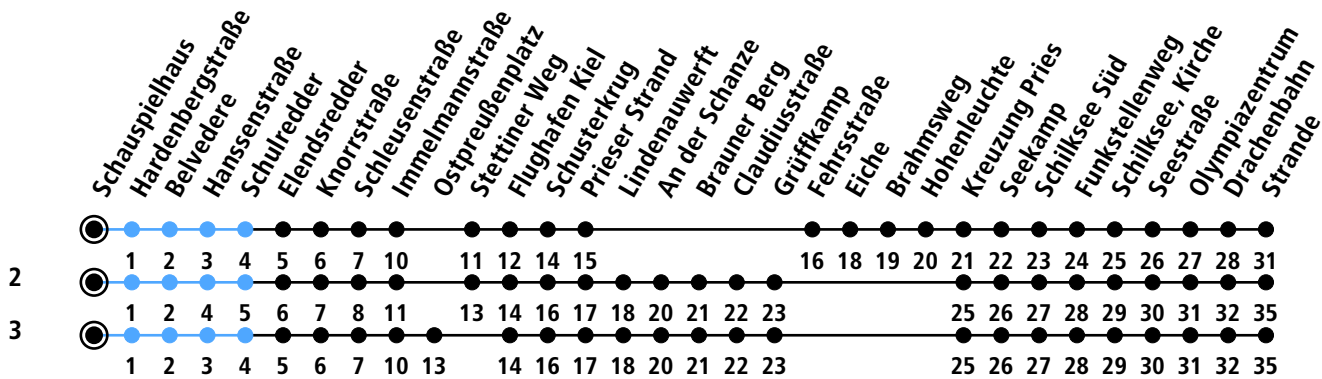 Schauspielhaus
Hardenbergstraße
Belvedere
Hanssenstraße
Schulredder
Elendsredder
Knorrstraße
Schleusenstraße
Immelmannstraße
Ostpreußenplatz
Stettiner Weg
Flughafen Kiel
Schusterkrug
Prieser Strand
Lindenauwerft
An der Schanze
Brauner Berg
Claudiusstraße
Grüffkamp
Fehrsstraße
Eiche
Brahmsweg
Hohenleuchte
Kreuzung Pries
Seekamp
Schilksee Süd
Funkstellenweg
Schilksee, Kirche
Seestraße
Olympiazentrum
Drachenbahn
Strande
1 2 3 4 5 6 7 10 11 12 14 15 16 18 19 20 21 22 23 24 25 26 27 28 31
2
1 2 4 5 6 7 8 11 13 14 16 17 18 20 21 22 23 25 26 27 28 29 30 31 32 35
3
1 2 3 4 5 6 7 10 13 14 16 17 18 20 21 22 23 25 26 27 28 29 30 31 32 35